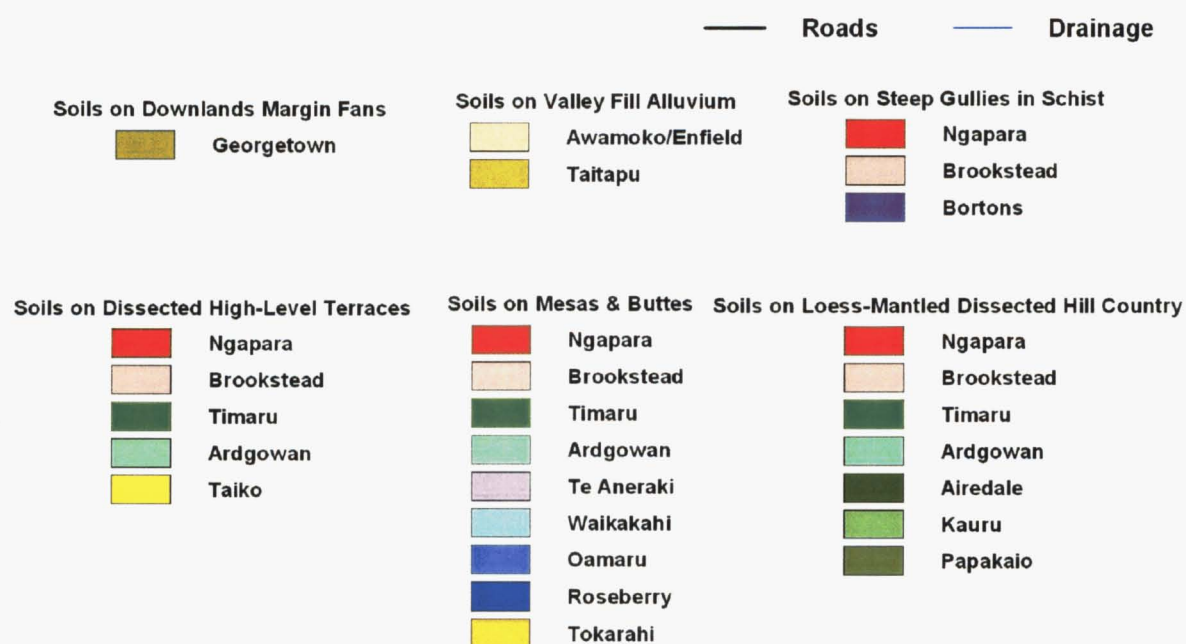 Roads Drainage
Soils on Downlands Margin Fans
Georgetown
Soils on Valley Fill Alluvium
Awamoko/Enfield
Taitapu
Soils on Steep Gullies in Schist
Ngapara
Brookstead
Bortons
Soils on Dissected High-Level Terraces
Ngapara
Brookstead
Timaru
Ardgowan
Taiko
Soils on Mesas & Buttes
Ngapara
Brookstead
Timaru
Ardgowan
Te Aneraki
Waikakahi
Oamaru
Roseberry
Tokarahi
Soils on Loess-Mantled Dissected Hill Country
Ngapara
Brookstead
Timaru
Ardgowan
Airedale
Kauru
Papakaio